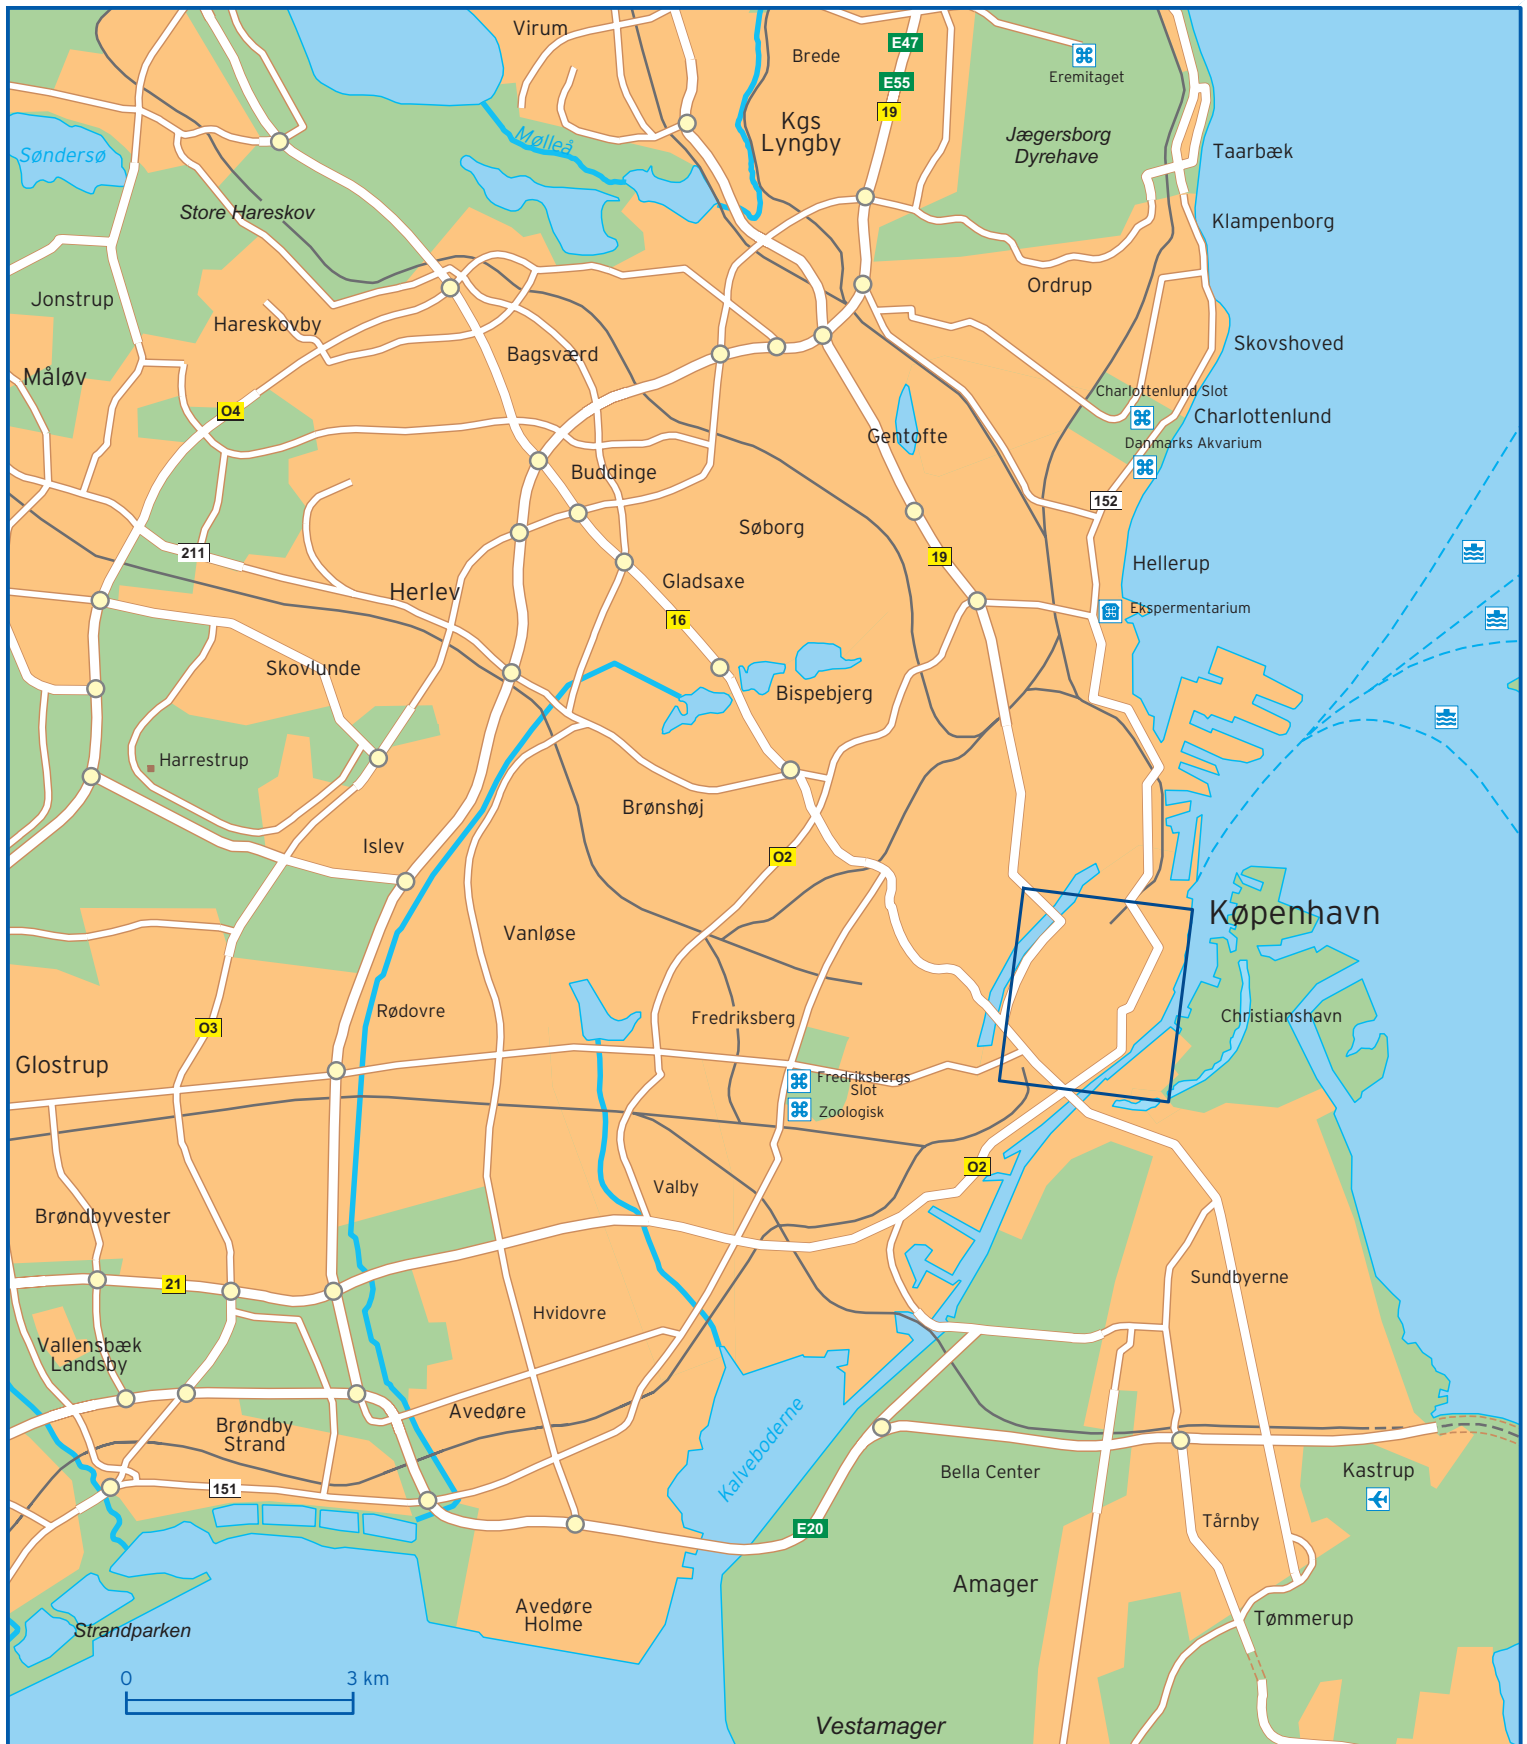 Virum
Brede
E47
E55
19
Eremitaget
Kgs
Lyngby
Jægersborg
Dyrehave
Mølleå
Søndersø
Taarbæk
Store Hareskov
Klampenborg
Ordrup
Jonstrup
Hareskovby
Bagsværd
Skovshoved
Måløv
Charlottenlund Slot
O4
Charlottenlund
Gentofte
Danmarks Akvarium
Buddinge
152
Søborg
211
19
Hellerup
Gladsaxe
Herlev
Ekspermentarium
16
Skovlunde
Bispebjerg
Harrestrup
Brønshøj
Islev
O2
Køpenhavn
Vanløse
Rødovre
Fredriksberg
Christianshavn
O3
Glostrup
Fredriksbergs
Slot
Zoologisk
O2
Valby
Brøndbyvester
Sundbyerne
21
Hvidovre
Vallensbæk
Landsby
Avedøre
Kalveboderne
Brøndby
Strand
Bella Center
Kastrup
151
E20
Tårnby
Amager
Avedøre
Holme
Tømmerup
Strandparken
0
3 km
Vestamager